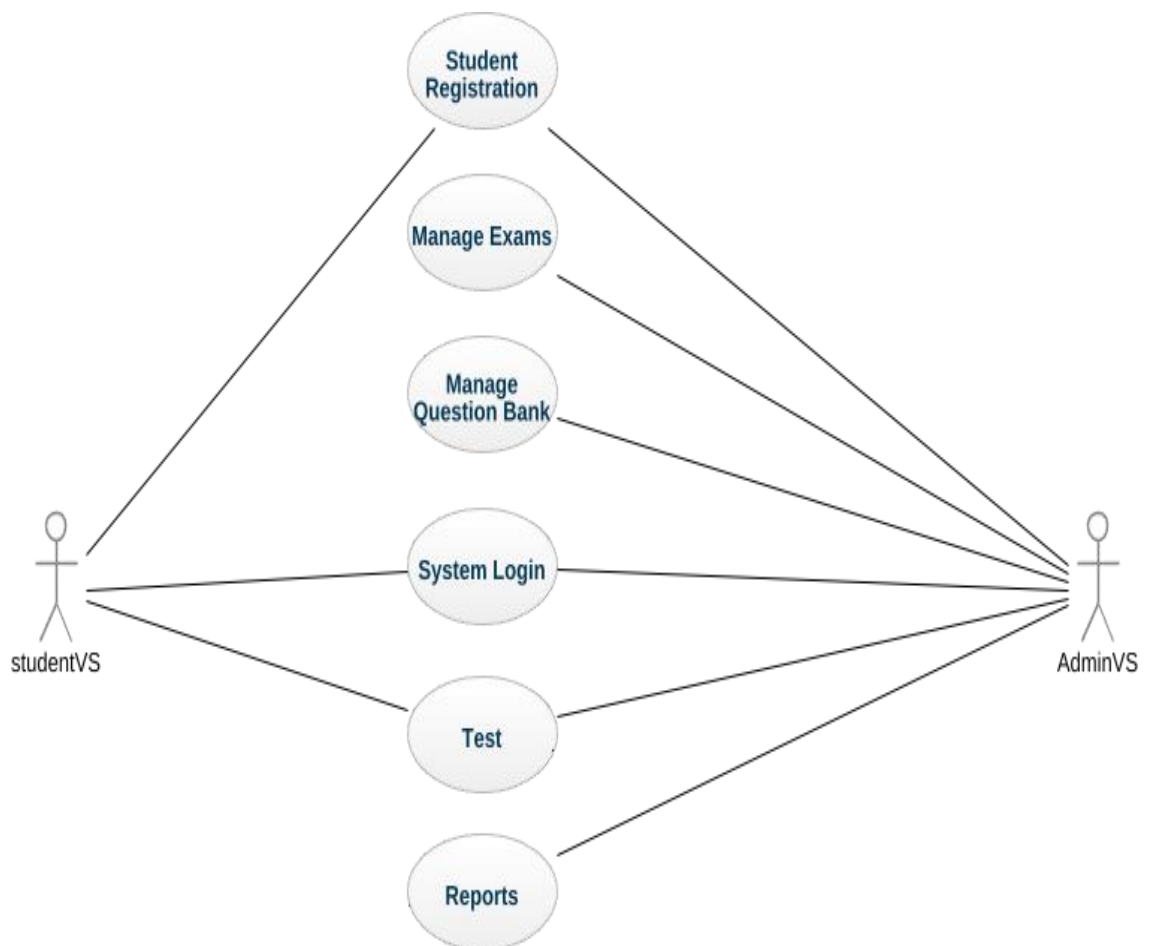 Student
Registration
Manage Exams
Manage
Question Bank
System Login
studentVS
AdminVS
Test
Reports